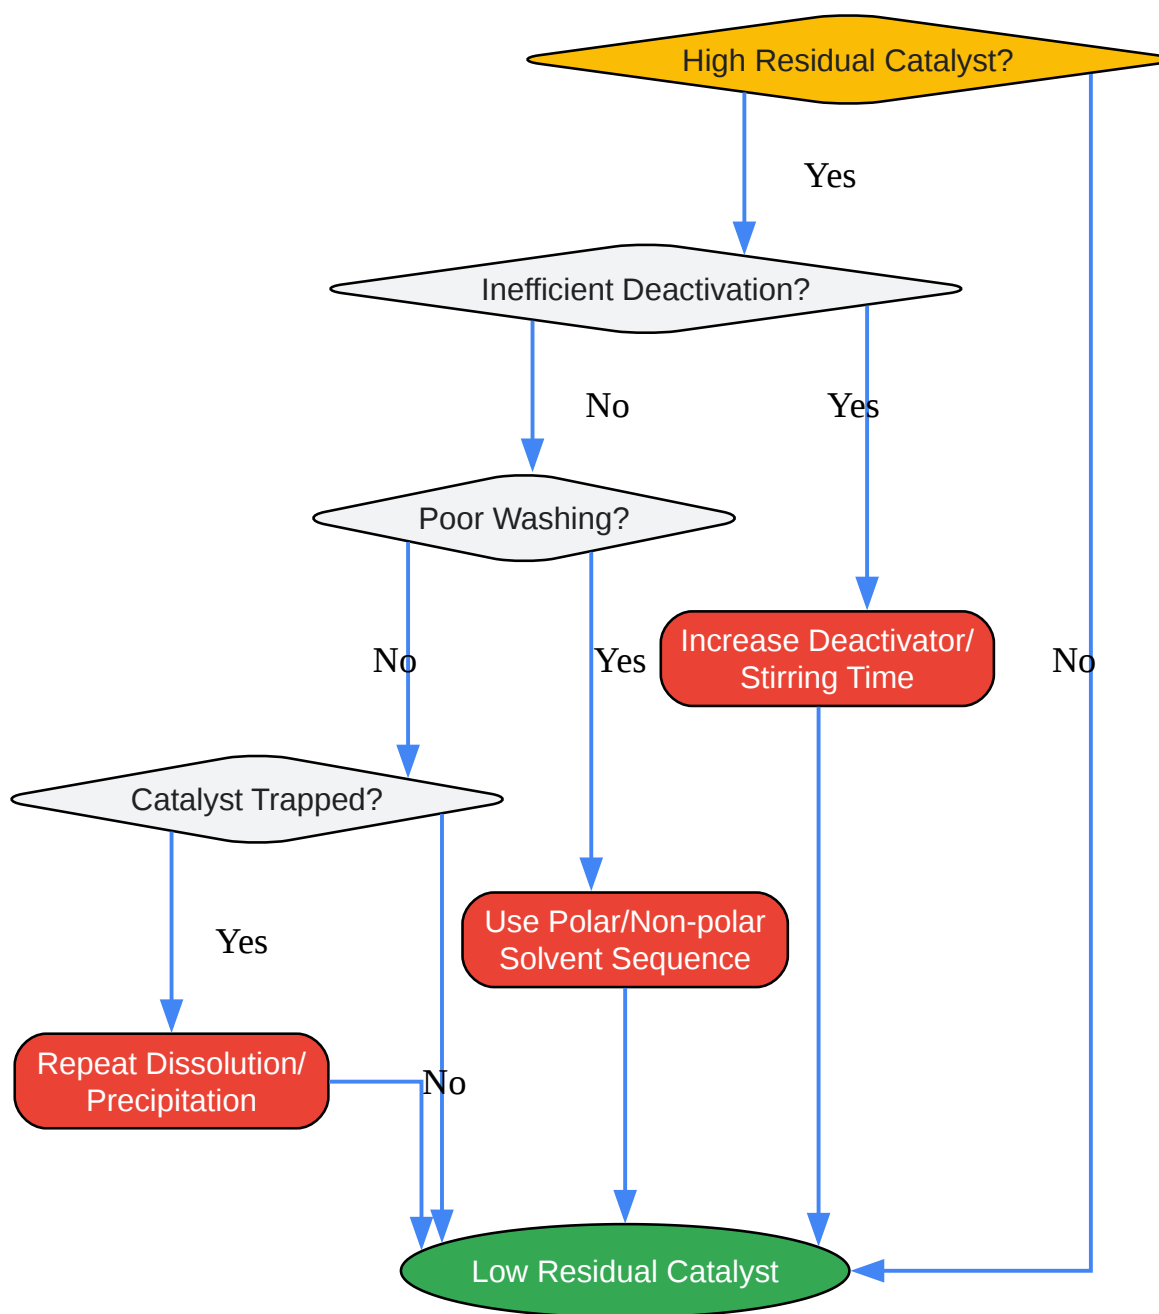 High Residual Catalyst?
Yes
Inefficient Deactivation?
No
Yes
Poor Washing?
No
Yes
Increase Deactivator/
Stirring Time
No
Catalyst Trapped?
Use Polar/Non-polar
Solvent Sequence
Yes
Repeat Dissolution/
Precipitation
No
Low Residual Catalyst